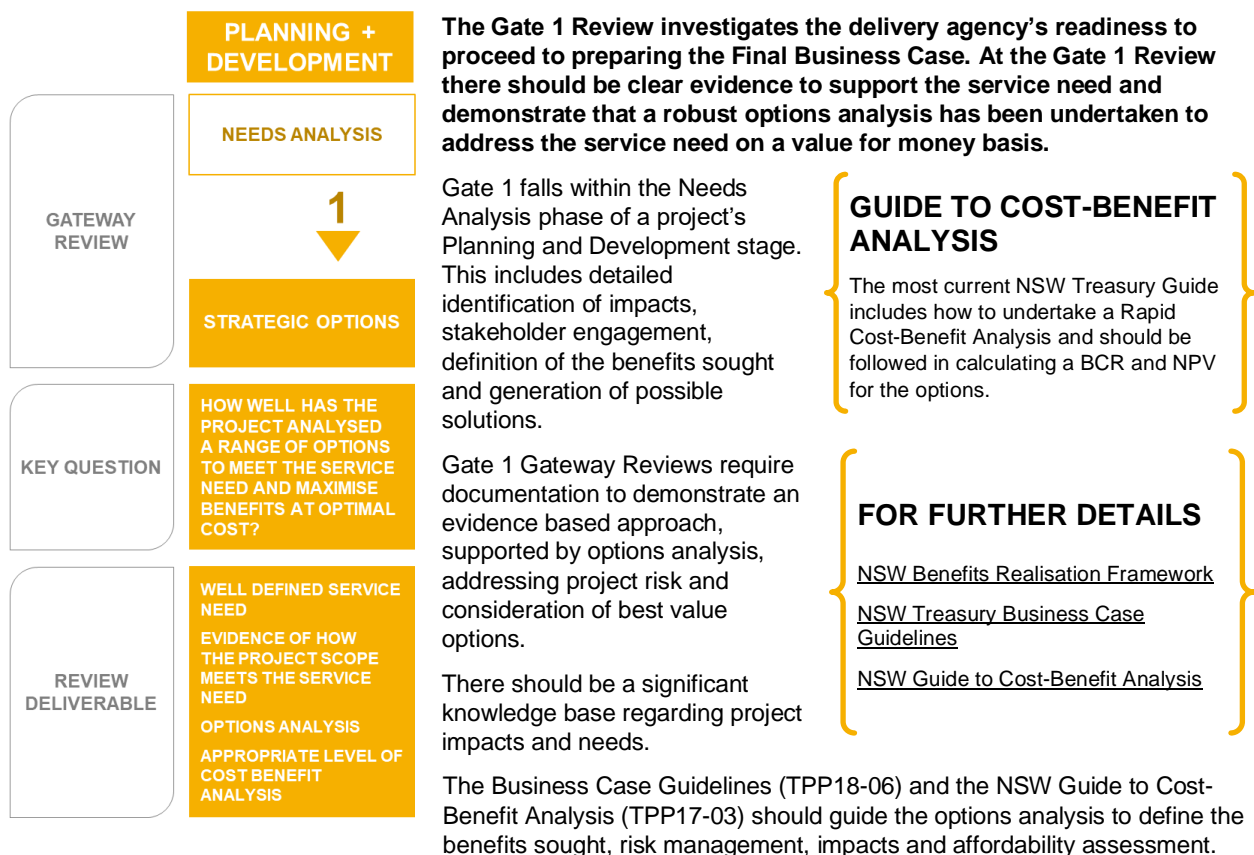 PLANNING +
DEVELOPMENT
GATEWAY
REVIEW
NEEDS ANALYSIS
1
STRATEGIC OPTIONS
KEY QUESTION
HOW WELL HAS THE
PROJECT ANALYSED
A RANGE OF OPTIONS
TO MEET THE SERVICE
NEED AND MAXIMISE
BENEFITS AT OPTIMAL
COST?
REVIEW
DELIVERABLE
WELL DEFINED SERVICE
NEED
EVIDENCE OF HOW
THE PROJECT SCOPE
MEETS THE SERVICE
NEED
OPTIONS ANALYSIS
APPROPRIATE LEVEL OF
COST BENEFIT
ANALYSIS
The Gate 1 Review investigates the delivery agency's readiness to
proceed to preparing the Final Business Case. At the Gate 1 Review
there should be clear evidence to support the service need and
demonstrate that a robust options analysis has been undertaken to
address the service need on a value for money basis.
Gate 1 falls within the Needs
Analysis phase of a project's
Planning and Development stage.
This includes detailed
identification of impacts,
stakeholder engagement,
definition of the benefits sought
and generation of possible
solutions.
Gate 1 Gateway Reviews require
documentation to demonstrate an
evidence based approach,
supported by options analysis,
addressing project risk and
consideration of best value
options.
There should be a significant
knowledge base regarding project
impacts and needs.
GUIDE TO COST-BENEFIT
ANALYSIS
The most current NSW Treasury Guide
includes how to undertake a Rapid
Cost-Benefit Analysis and should be
followed in calculating a BCR and NPV
for the options.
FOR FURTHER DETAILS
NSW Benefits Realisation Framework
NSW Treasury Business Case
Guidelines
NSW Guide to Cost-Benefit Analysis
The Business Case Guidelines (TPP18-06) and the NSW Guide to Cost-
Benefit Analysis (TPP17-03) should guide the options analysis to define the
benefits sought, risk management, impacts and affordability assessment.